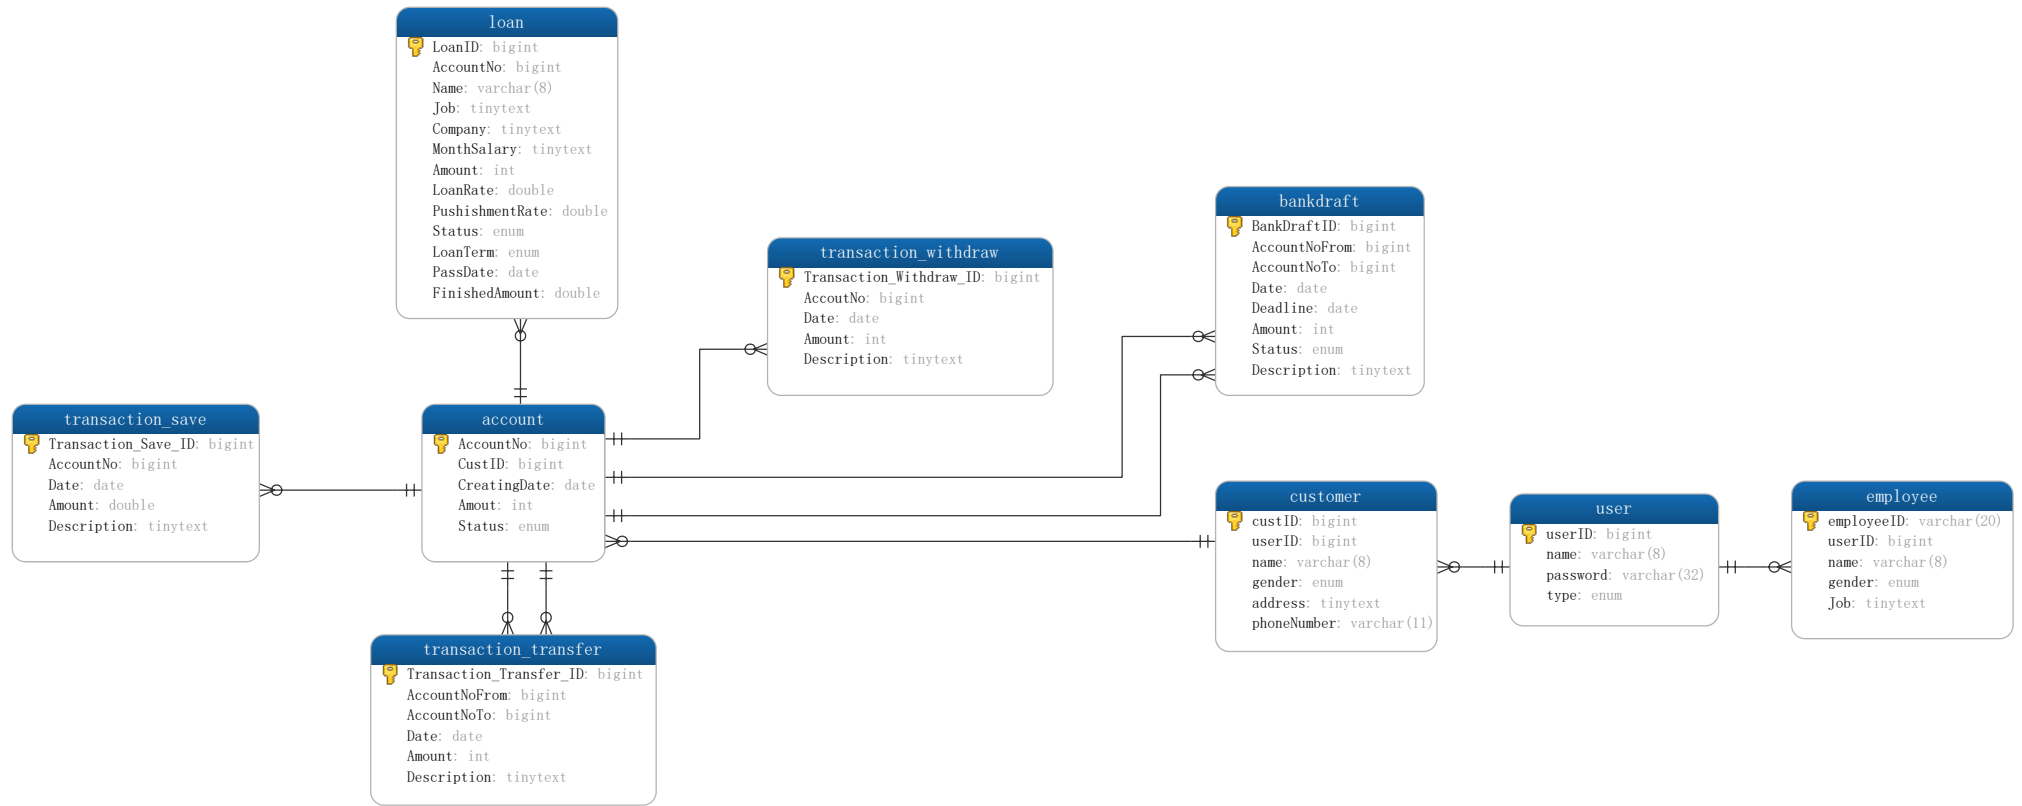 loan
LoanID: bigint
AccountNo: bigint
Name: varchar(8)
Job: tinytext
Company: tinytext
MonthSalary: tinytext
Amount: int
LoanRate: double
PushishmentRate: double
Status: enum
LoanTerm: enum
PassDate: date
FinishedAmount: double
transaction_withdraw
Transaction_Withdraw_ID: bigint
AccoutNo: bigint
Date: date
Amount: int
Description: tinytext
bankdraft
BankDraftID: bigint
AccountNoFrom: bigint
AccountNoTo: bigint
Date: date
Deadline: date
Amount: int
Status: enum
Description: tinytext
transaction_save
Transaction_Save_ID: bigint
AccountNo: bigint
Date: date
Amount: double
Description: tinytext
account
AccountNo: bigint
CustID: bigint
CreatingDate: date
Amout: int
Status: enum
customer
custID: bigint
userID: bigint
name: varchar(8)
gender: enum
address: tinytext
phoneNumber: varchar(11)
user
userID: bigint
name: varchar(8)
password: varchar(32)
type: enum
employee
employeeID: varchar(20)
userID: bigint
name: varchar(8)
gender: enum
Job: tinytext
transaction_transfer
Transaction_Transfer_ID: bigint
AccountNoFrom: bigint
AccountNoTo: bigint
Date: date
Amount: int
Description: tinytext